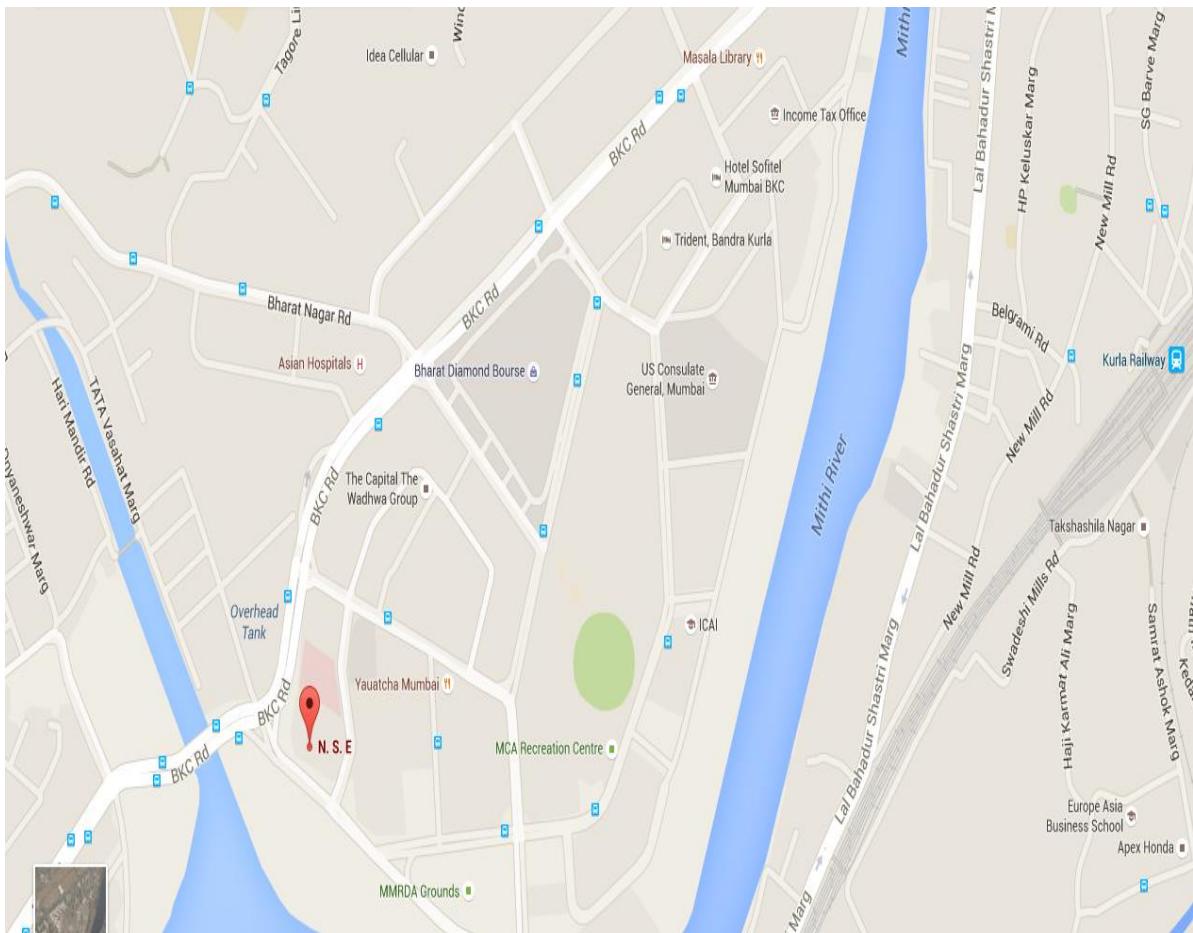 Tagore Li
Wind
Idea Cellular
Masala Library
Mithi
Income Tax Office
BKC Rd
Hotel Sofitel
Mumbai BKC
Trident, Bandra Kurla
Lal Bahadur Shastri M
HP Keluskar Marg
New Mill Rd
SG Barve Marg
Bharat Nagar Rd
BKC Rd
Asian Hospitals
Bharat Diamond Bourse
US Consulate
General, Mumbai
Belgrami Rd
Kurla Railway
TATA Vasahat Marg
Hari Mandir Rd
Dnyaneshwar Marg
Lal Bahadur Shastri Marg
New Mill Rd
Mithi River
BKC Rd
The Capital The
Wadhwa Group
Takshashila Nagar
New Mill Rd
Swadeshi Mills Rd
Overhead
Tank
ICAI
Haji Karnat Ali Marg
Samrat Ashok Marg
Yauatcha Mumbai
BKC Rd
N. S. E
MCA Recreation Centre
Lal Bahadur Shastri Marg
BKC Rd
Europe Asia
Business School
Apex Honda
MMRDA Grounds
Marg